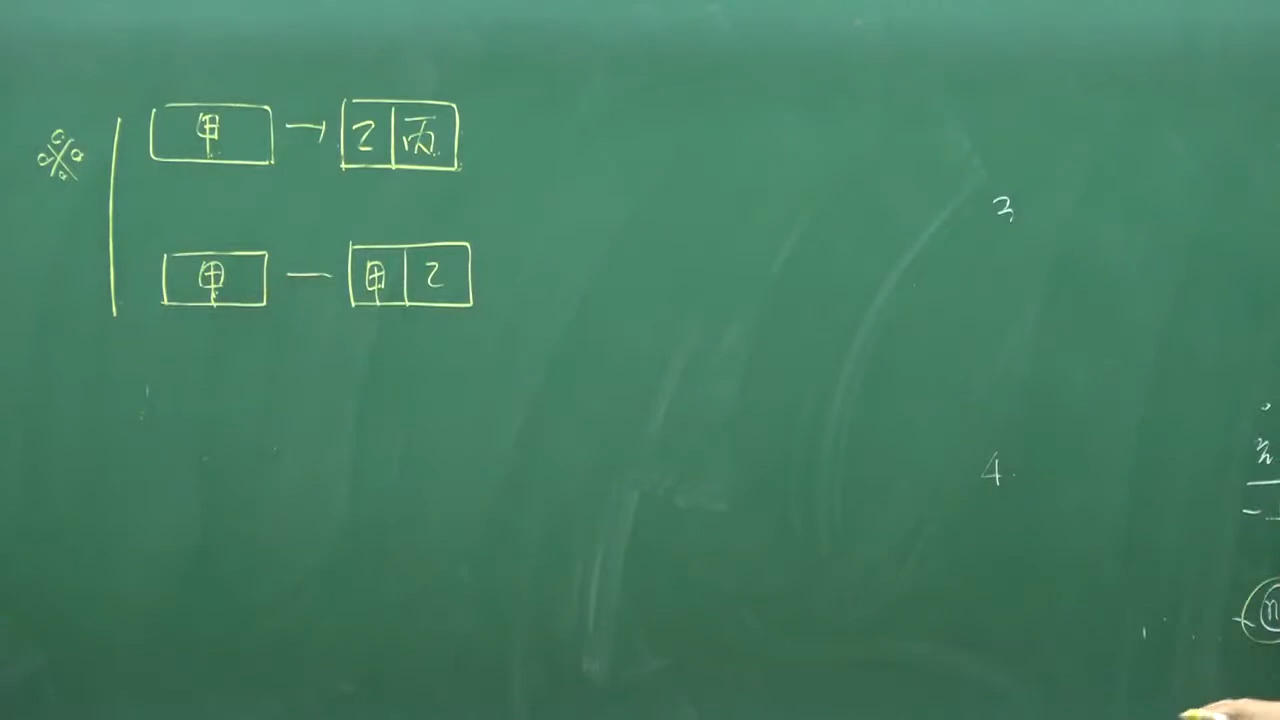 ※ 甲 → 乙 丙
甲 — 甲 乙
3.
4.